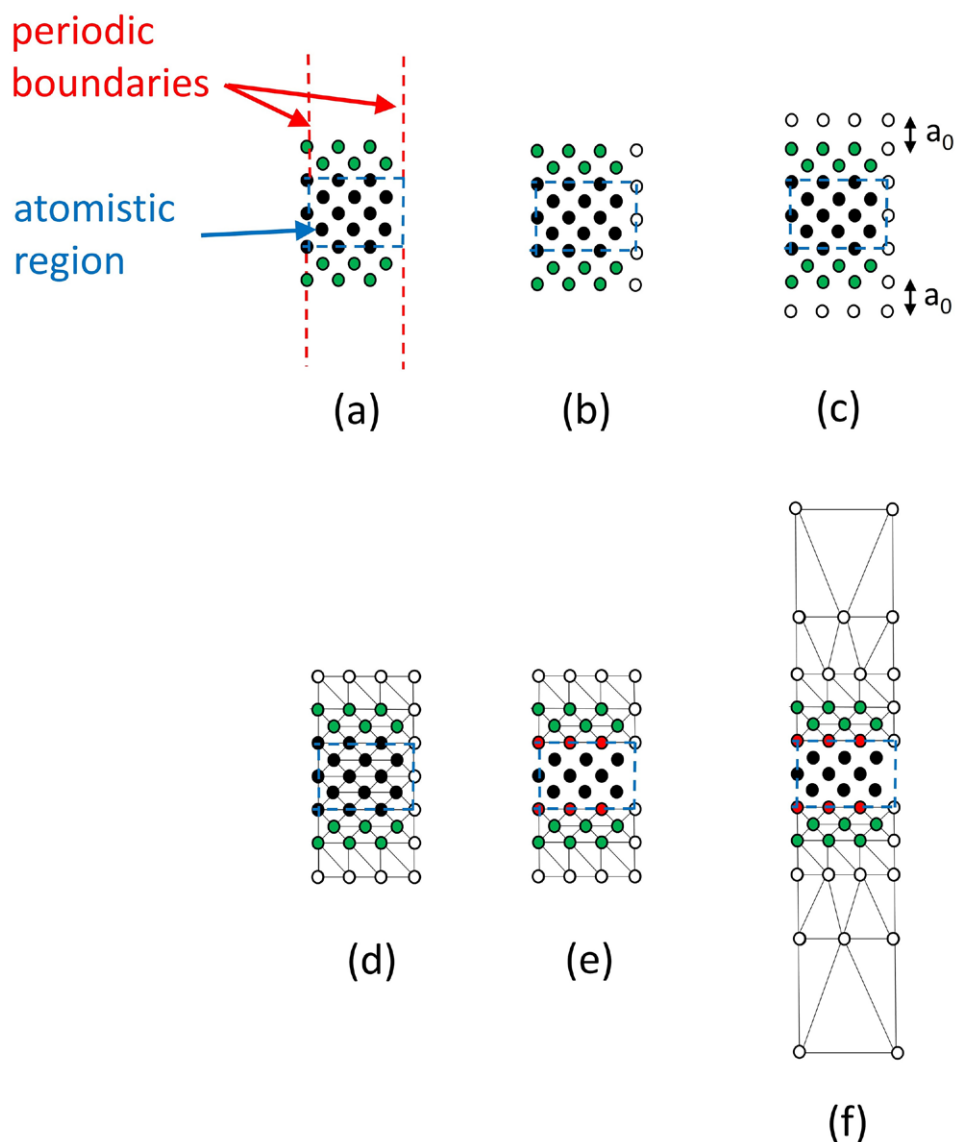 periodic
boundaries
atomistic
region
a₀
a₀
(a)
(b)
(c)
(d)
(e)
(f)